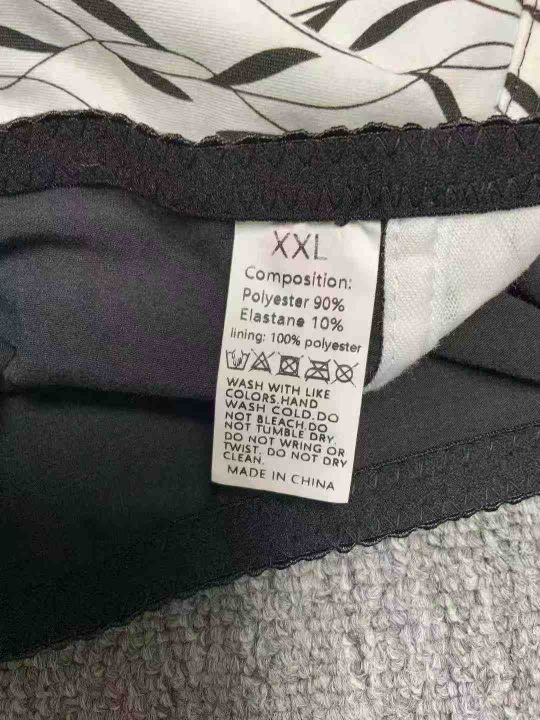 XXL
Composition:
Polyester 90%
Elastane 10%
lining: 100% polyester
WASH WITH LIKE
COLORS.HAND
WASH COLD.DO
NOT BLEACH.DO
NOT TUMBLE DRY.
DO NOT WRING OR
TWIST. DO NOT DRY
CLEAN.
MADE IN CHINA